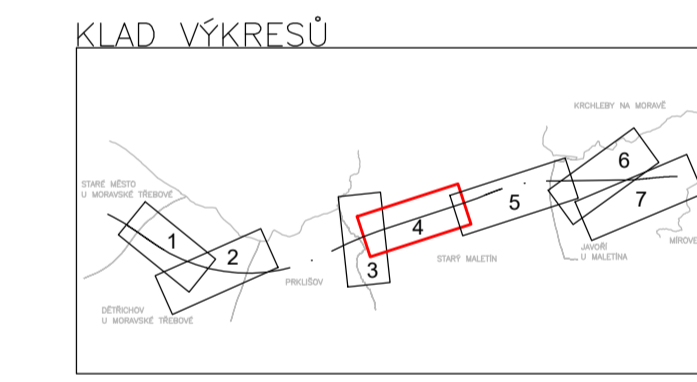 KLAD VÝKRESŮ
KRCHLEBY NA MORAVĚ
6
STARÉ MĚSTO
U MORAVSKÉ TŘEBOVÉ
7
5
4
1
2
3
MÍROVE
JAVOŘÍ
U MALETÍNA
STARÝ MALETÍN
PRKLIŠOV
DĚTŘICHOV
U MORAVSKÉ TŘEBOVÉ